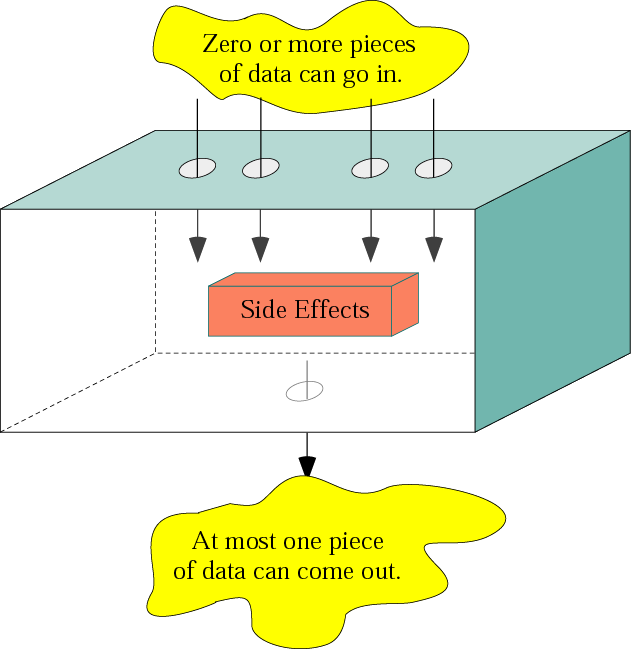 Zero or more pieces
of data can go in.
Side Effects
At most one piece
of data can come out.